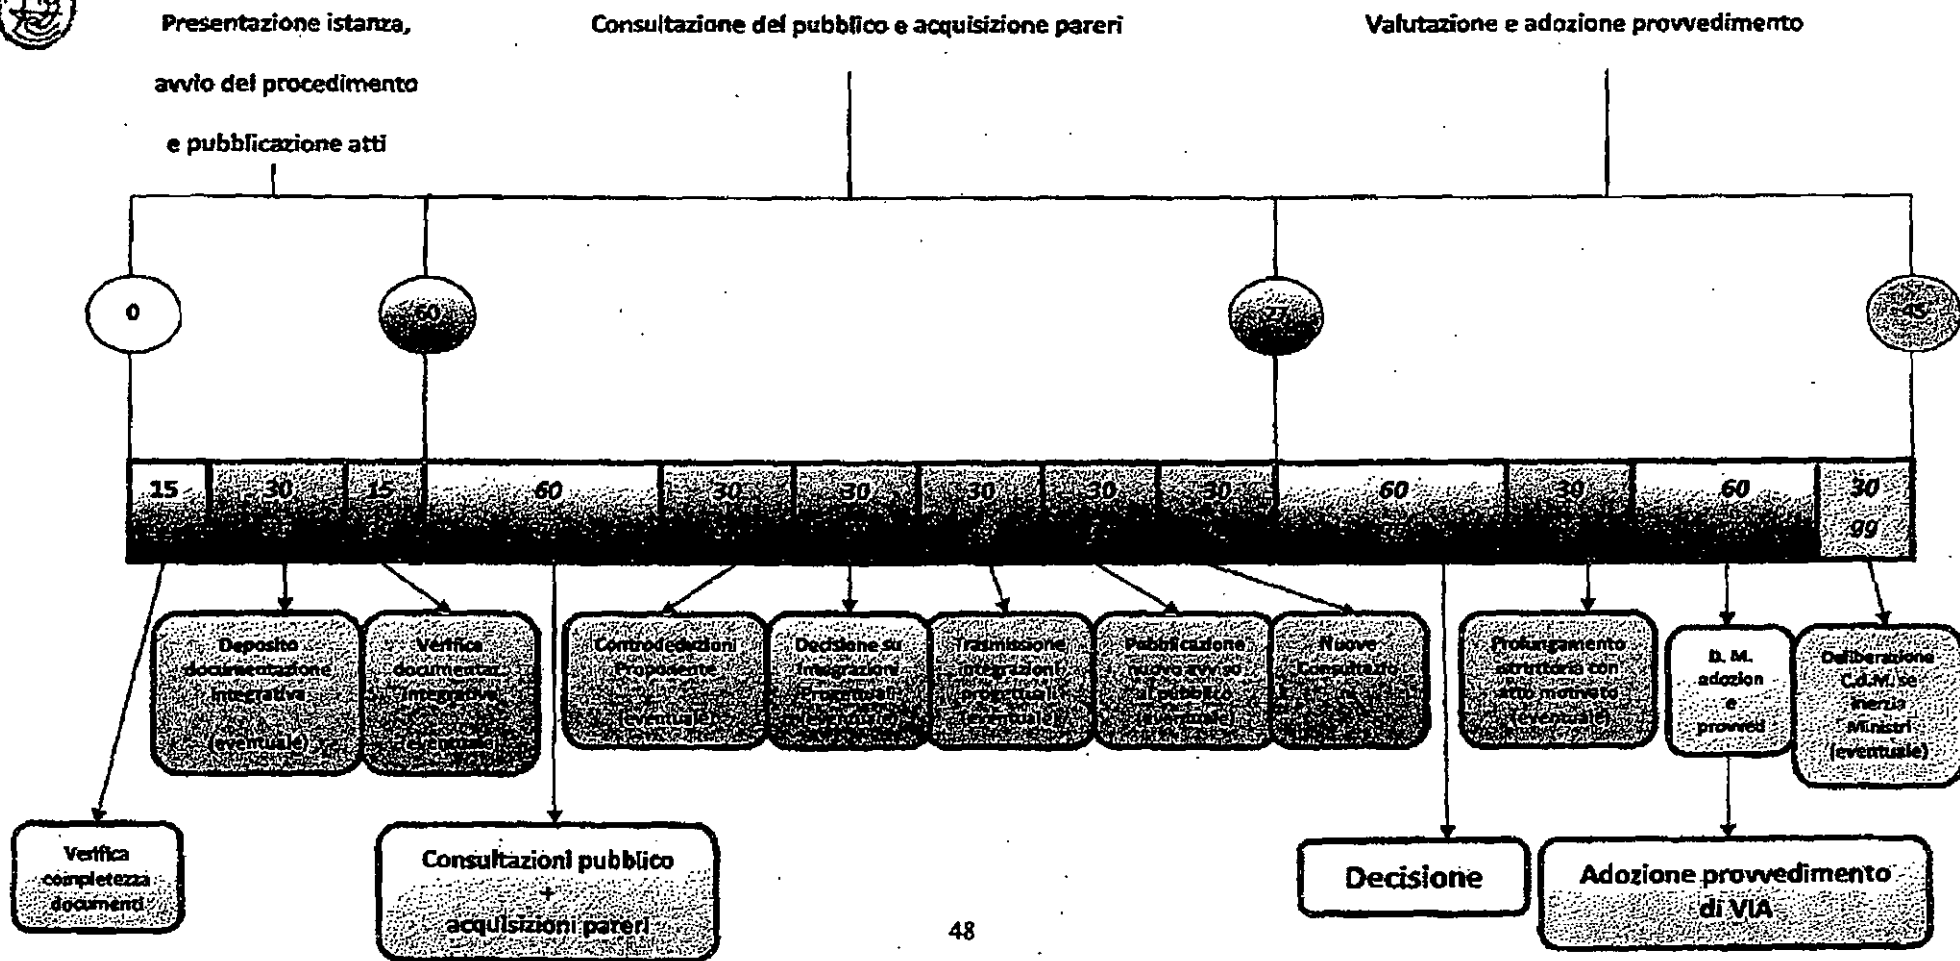 Presentazione istanza,
avvio del procedimento
e pubblicazione atti
Consultazione del pubblico e acquisizione pareri
Valutazione e adozione provvedimento
0
60
27
45
15
30
15
60
30
30
30
30
30
60
30
60
30
gg
Deposito
documentazione
integrativa
(eventuale)
Verifica
documentaz.
integrativa
(eventuale)
Controdeduzioni
Proponente
(eventuale)
Decisione su
integrazioni
Progettuali
(eventuale)
Trasmissione
integrazioni
progettuali
(eventuale)
Pubblicazione
nuovo avviso
al pubblico
(eventuale)
Nuove
Consultazio
Prolungamento
istruttoria con
atto motivato
(eventuale)
D. M.
adozion
e
provved
Deliberazione
C.d.M. se
inerzia
Ministri
(eventuale)
Verifica
completezza
documenti
Consultazioni pubblico
+
acquisizioni pareri
Decisione
Adozione provvedimento
di VIA
48